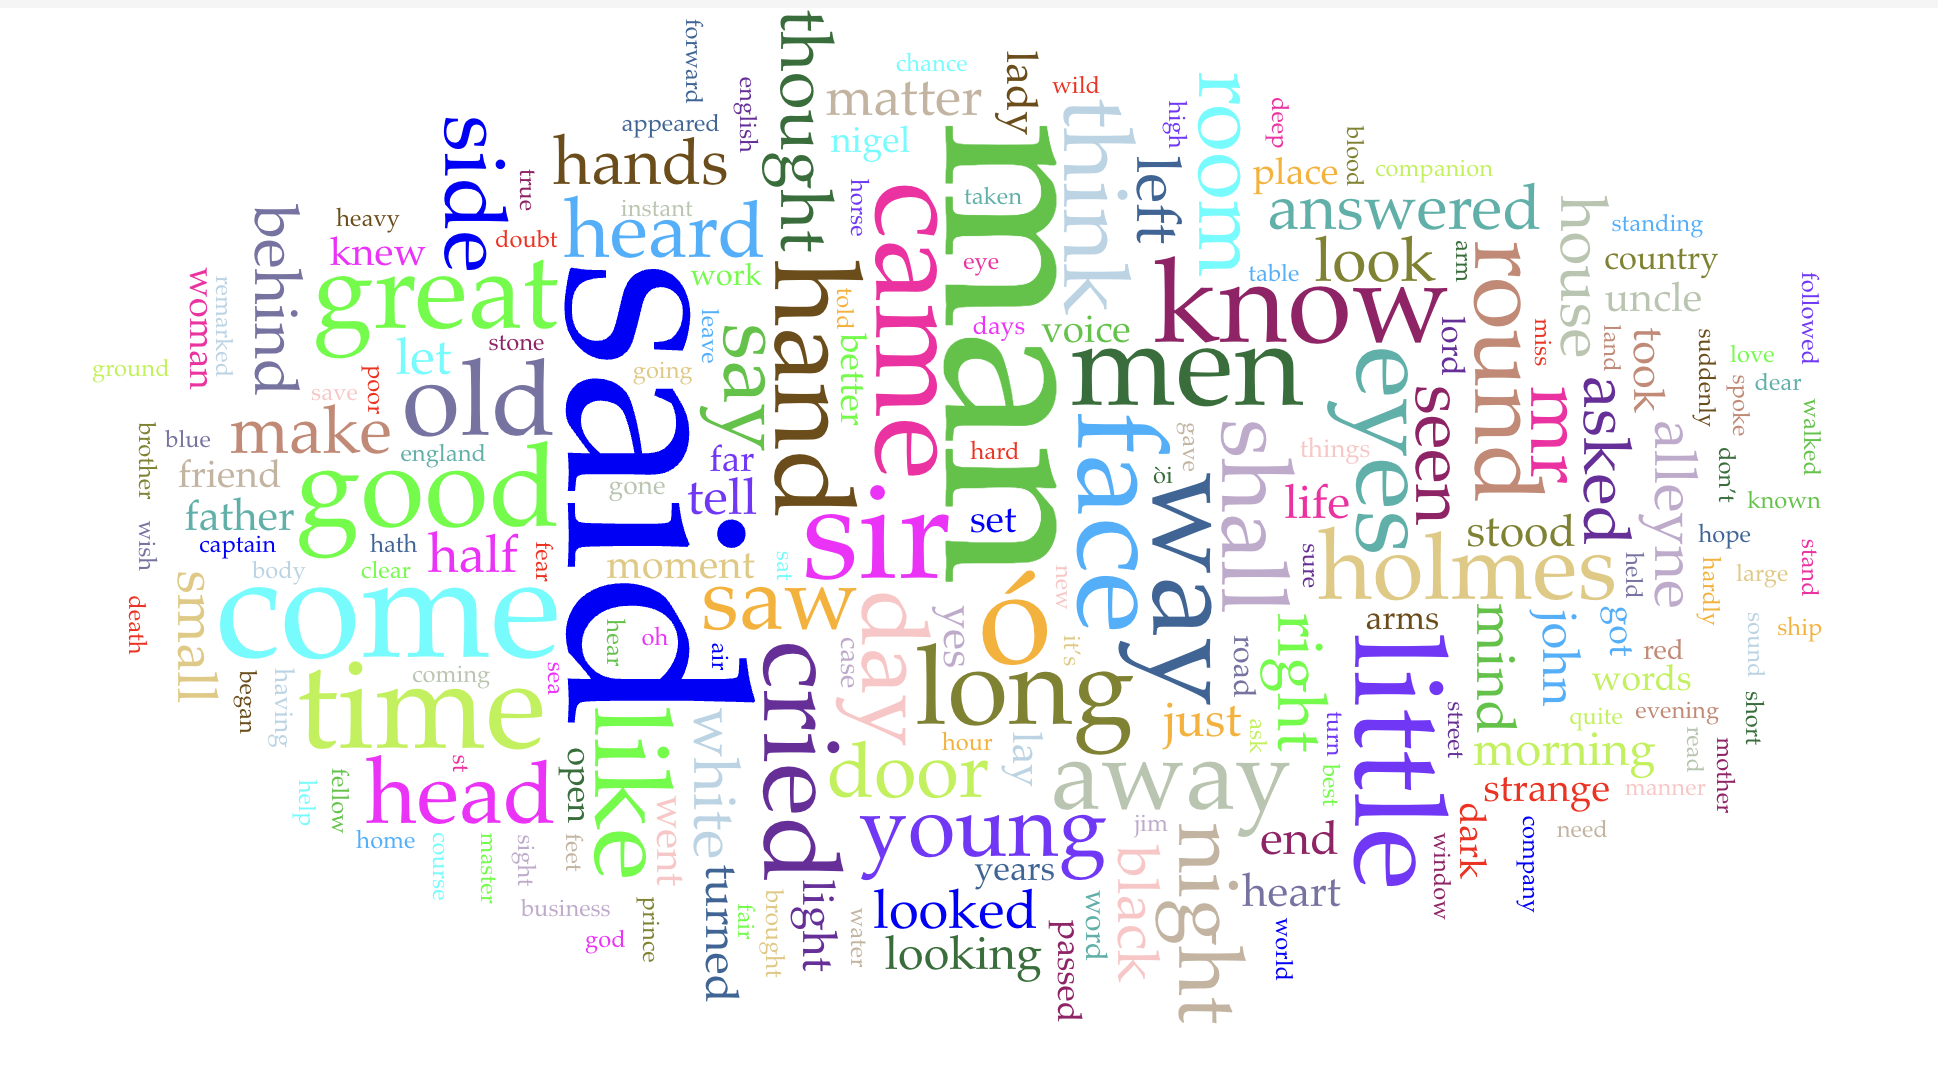 forward
thought
chance
lady
wild
matter
english
appeared
nigel
high
room
deep
blood
think
side
hands
man
left
place
companion
true
horse
taken
answered
instant
heard
came
house
standing
heavy
behind
knew
doubt
eye
look
arm
round
country
woman
remarked
great
said
work
hand
told
table
know
uncle
followed
leave
say
days
voice
lord
miss
land
took
suddenly
stone
let
better
men
eyes
love
ground
going
dear
save
poor
old
seen
mr
asked
spoke
walked
brother
blue
make
face
gave
shall
things
alleyne
england
far
hard
don't
friend
gone
tell
òi
way
life
known
father
good
sir
set
stood
hope
wish
captain
hath
half
fear
moment
sat
new
sure
holmes
held
stand
body
clear
hardly
large
small
come
saw
day
yes
ó
arms
mind
john
got
ship
death
hear
oh
air
case
it's
road
right
little
red
sound
began
having
coming
sea
cried
long
words
time
like
white
just
ask
turn
street
quite
evening
short
hour
lay
st
open
door
away
best
morning
read
mother
help
fellow
head
went
strange
manner
young
jim
night
end
dark
company
need
home
course
master
sight
feet
turned
years
black
heart
window
business
prince
fair
brought
light
water
looked
word
passed
world
god
looking